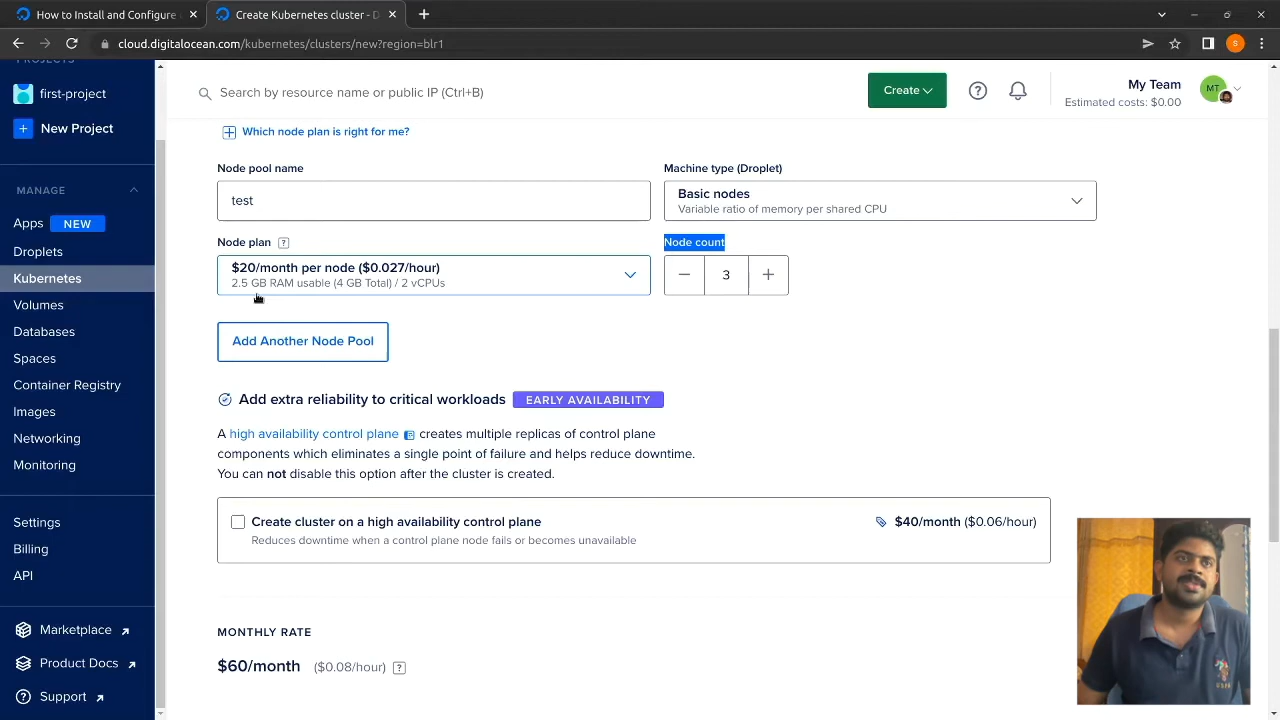 How to Install and Configure
Create Kubernetes cluster - D
cloud.digitalocean.com/kubernetes/clusters/new?region=blr1
S
PROJECTS
first-project
New Project
MANAGE
Apps NEW
Droplets
Kubernetes
Volumes
Databases
Spaces
Container Registry
Images
Networking
Monitoring
Settings
Billing
API
Marketplace
Product Docs
Support
Search by resource name or public IP (Ctrl+B)
Create
My Team
Estimated costs: $0.00
MT
Which node plan is right for me?
Node pool name
test
Machine type (Droplet)
Basic nodes
Variable ratio of memory per shared CPU
Node plan ?
$20/month per node ($0.027/hour)
2.5 GB RAM usable (4 GB Total) / 2 vCPUs
Node count
3
Add Another Node Pool
Add extra reliability to critical workloads EARLY AVAILABILITY
A high availability control plane creates multiple replicas of control plane
components which eliminates a single point of failure and helps reduce downtime.
You can not disable this option after the cluster is created.
Create cluster on a high availability control plane $40/month ($0.06/hour)
Reduces downtime when a control plane node fails or becomes unavailable
MONTHLY RATE
$60/month ($0.08/hour) ?